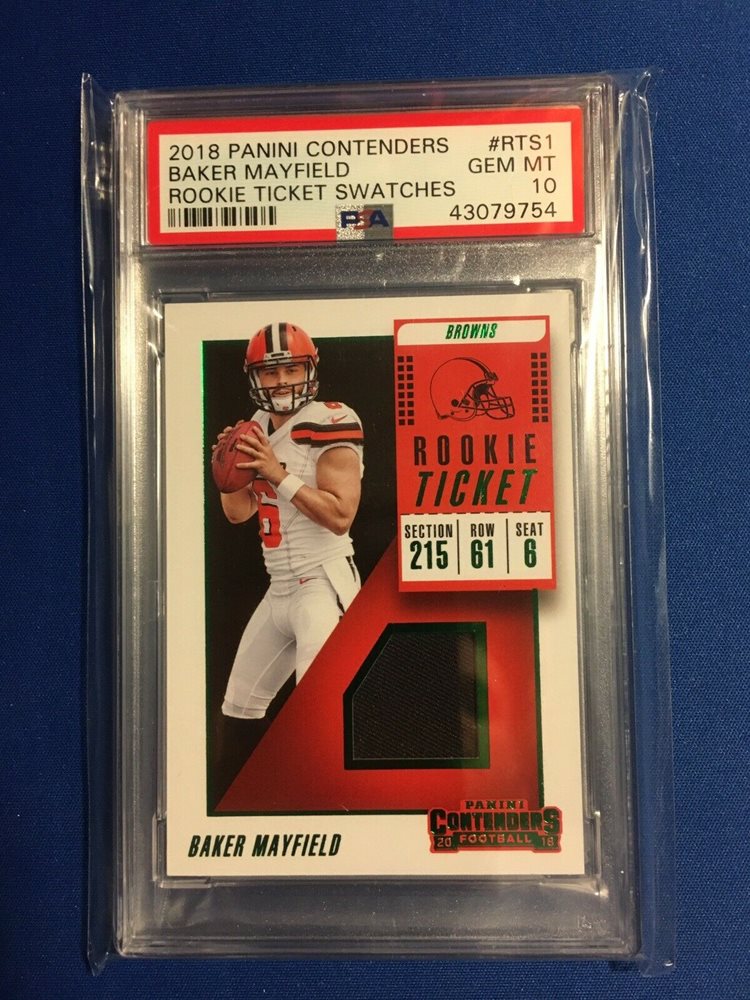 2018 PANINI CONTENDERS #RTS1
BAKER MAYFIELD GEM MT
ROOKIE TICKET SWATCHES 10
PSA 43079754
BROWNS
ROOKIE
TICKET
SECTION ROW SEAT
215 61 6
6
BAKER MAYFIELD
PANINI
CONTENDERS
20 FOOTBALL 18